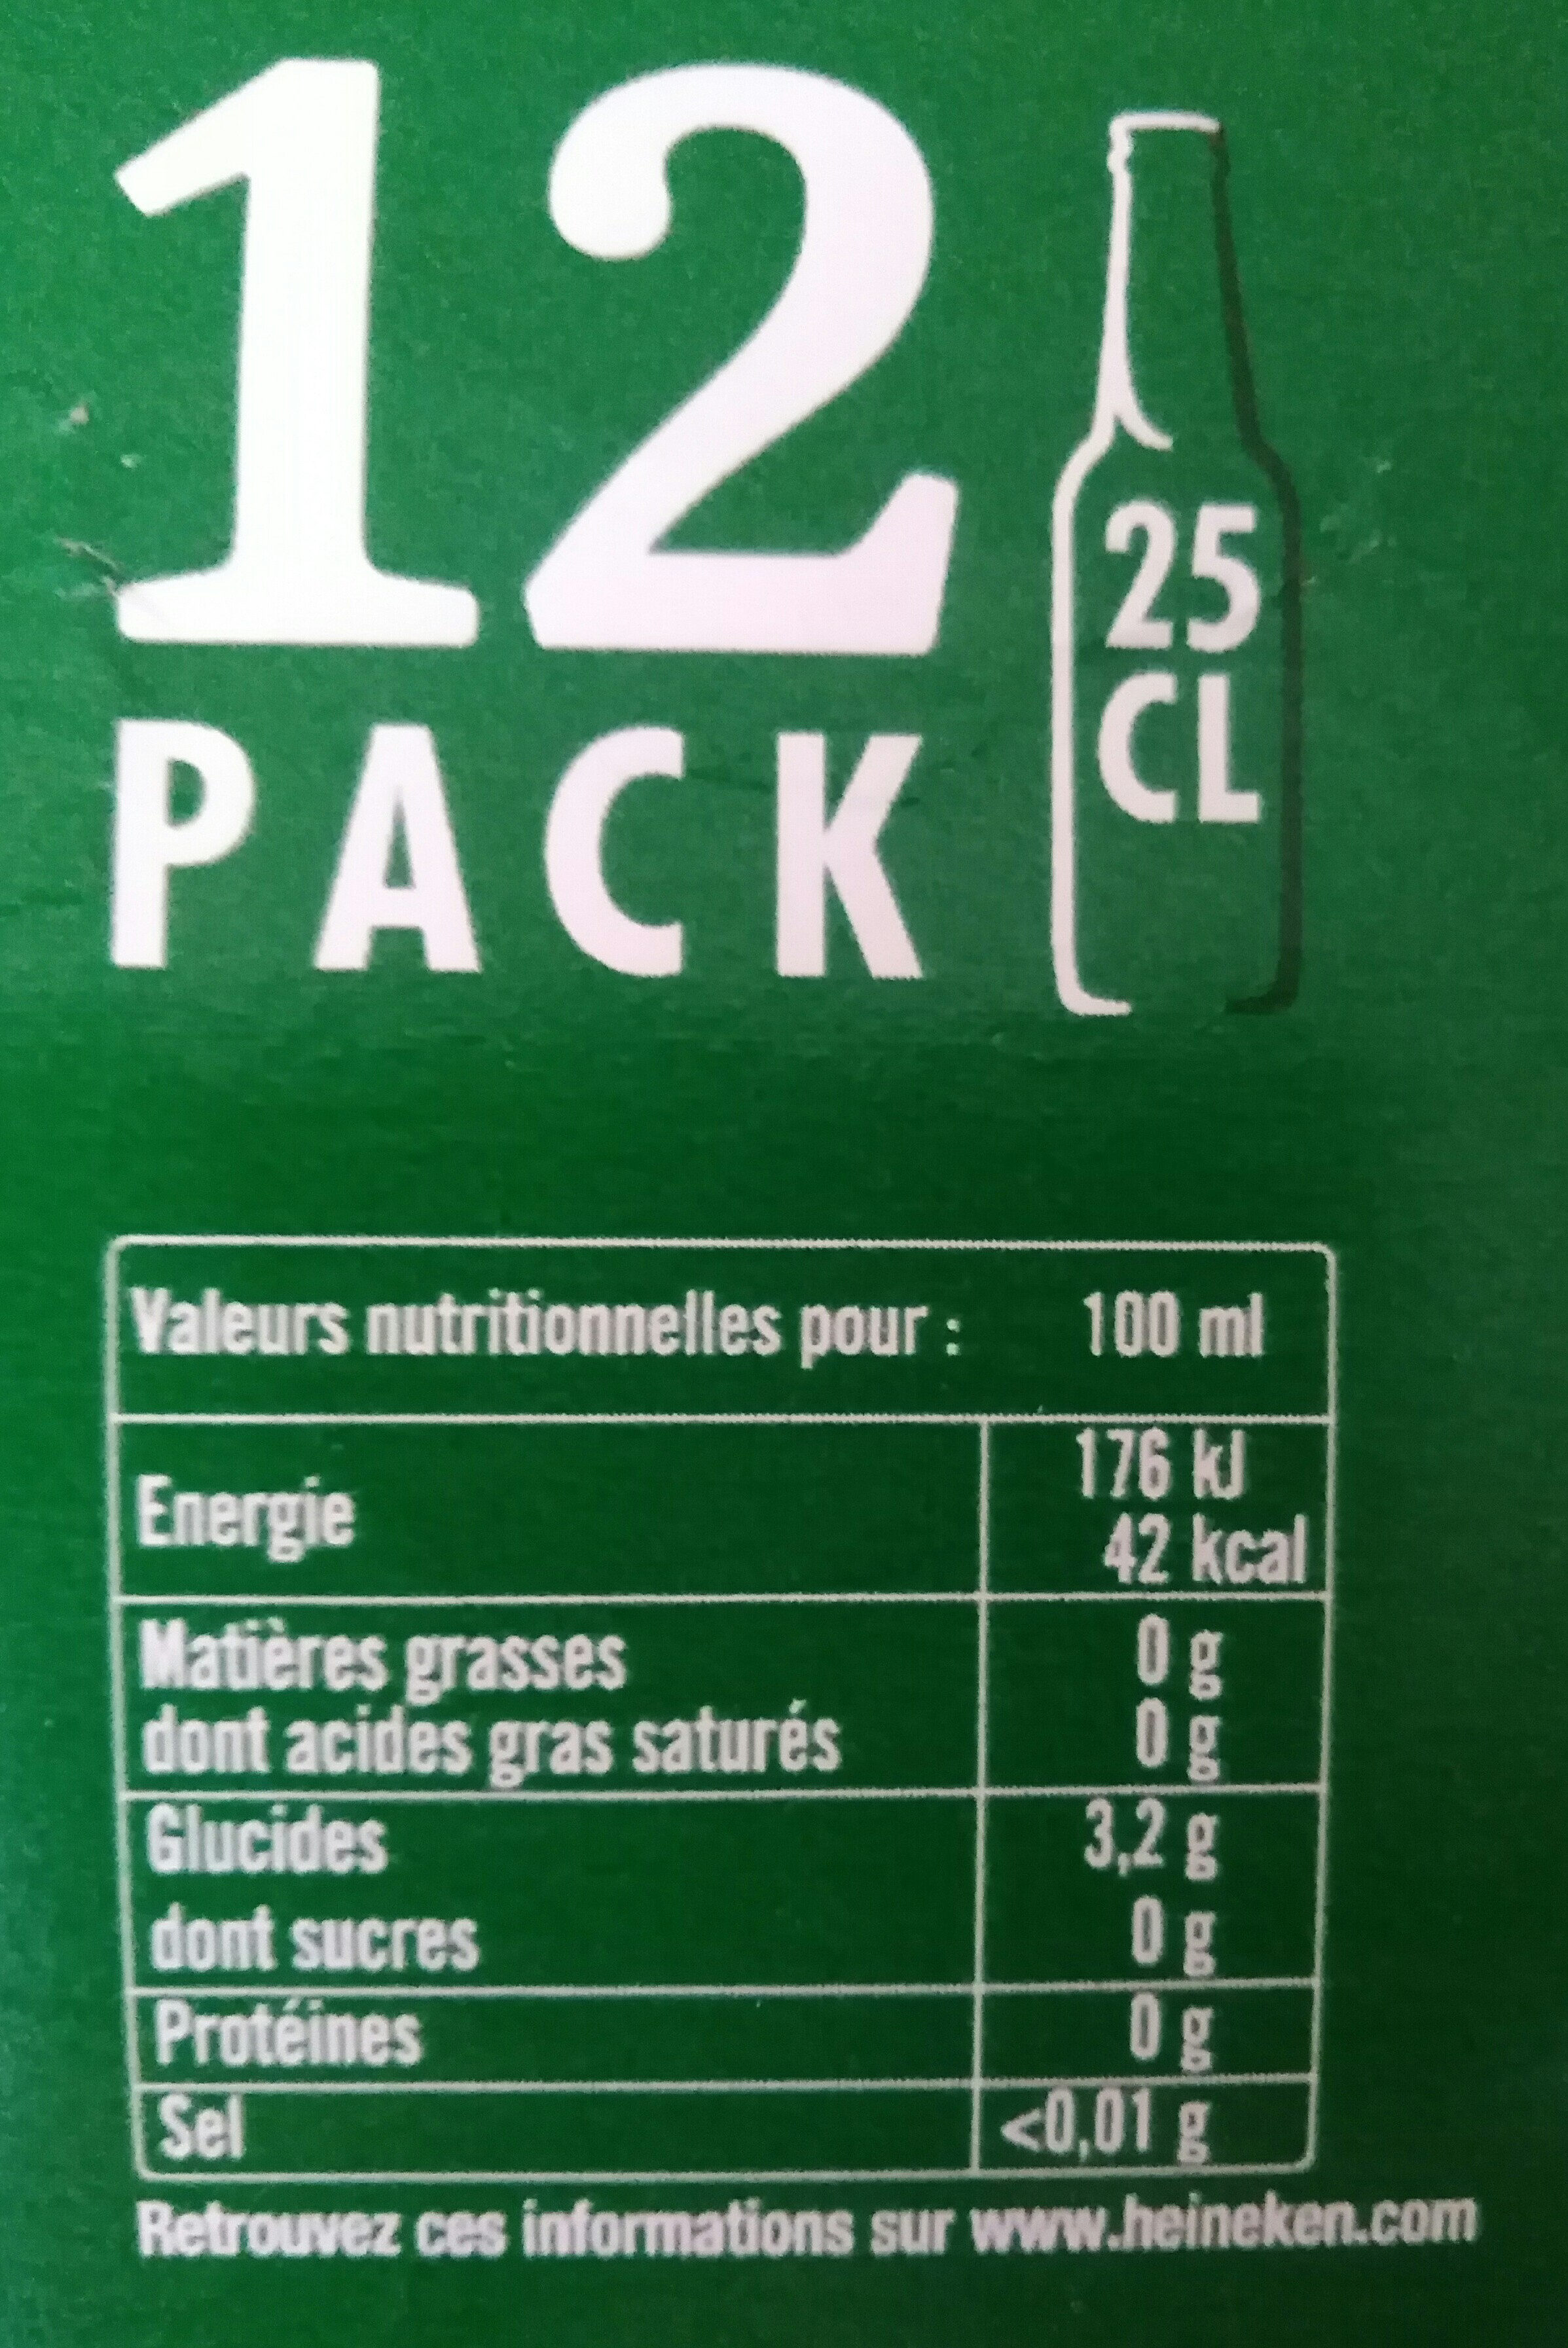 12
PACK
25
CL
Valeurs nutritionnelles pour : 100 ml
Energie 176 kJ
42 kcal
Matières grasses 0 g
dont acides gras saturés 0 g
Glucides 3,2 g
dont sucres 0 g
Protéines 0 g
Sel <0,01 g
Retrouvez ces informations sur www.heineken.com